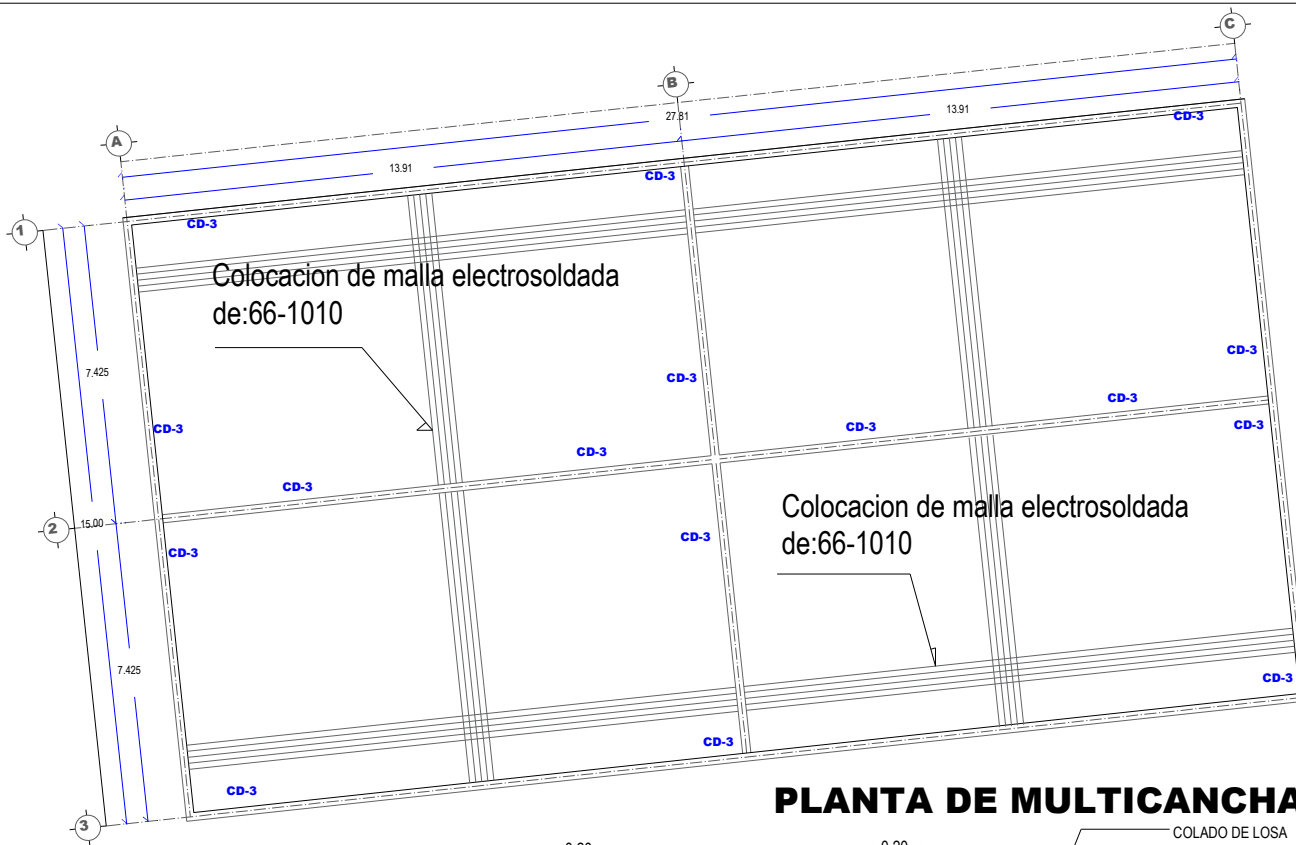 C
B
27.81
13.91
CD-3
A
13.91
CD-3
1
CD-3
Colocacion de malla electrosoldada
de:66-1010
7.425
CD-3
CD-3
CD-3
CD-3
CD-3
CD-3
CD-3
CD-3
Colocacion de malla electrosoldada
de:66-1010
2
15.00
CD-3
CD-3
7.425
CD-3
CD-3
CD-3
PLANTA DE MULTICANCHA
3
COLADO DE LOSA